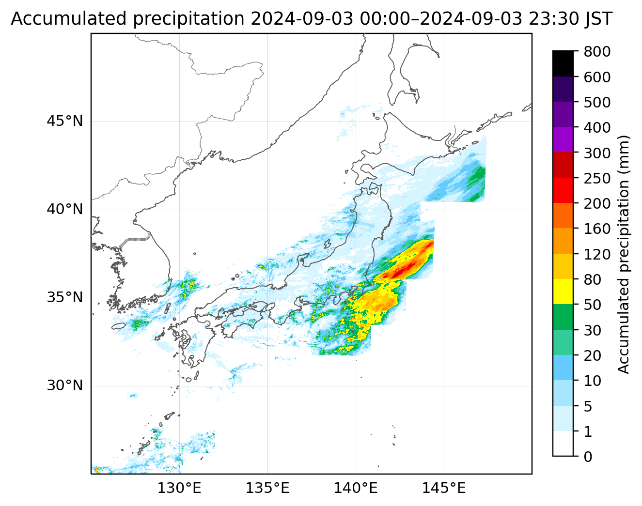 Accumulated precipitation 2024-09-03 00:00–2024-09-03 23:30 JST
45°N
40°N
35°N
30°N
130°E
135°E
140°E
145°E
800
600
500
400
300
250
200
160
120
80
50
30
20
10
5
1
0
Accumulated precipitation (mm)